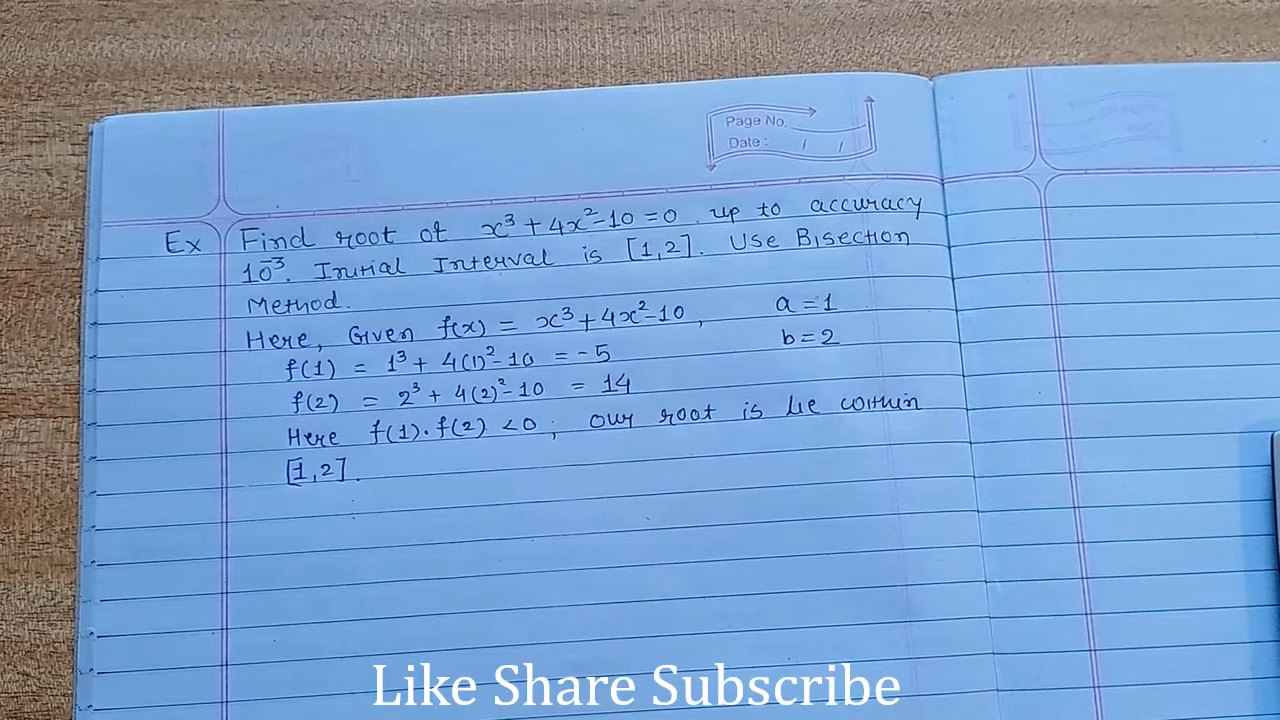 Page No.
Date : / /
Ex Find root of x³ + 4x² - 10 = 0 up to accuracy
10⁻³. Initial Interval is [1,2]. Use Bisection
Method.
Here, Given f(x) = x³ + 4x² - 10, a = 1
f(1) = 1³ + 4(1)² - 10 = - 5 b = 2
f(2) = 2³ + 4(2)² - 10 = 14
Here f(1). f(2) < 0 ; our root is lie within
[1,2].
Like Share Subscribe